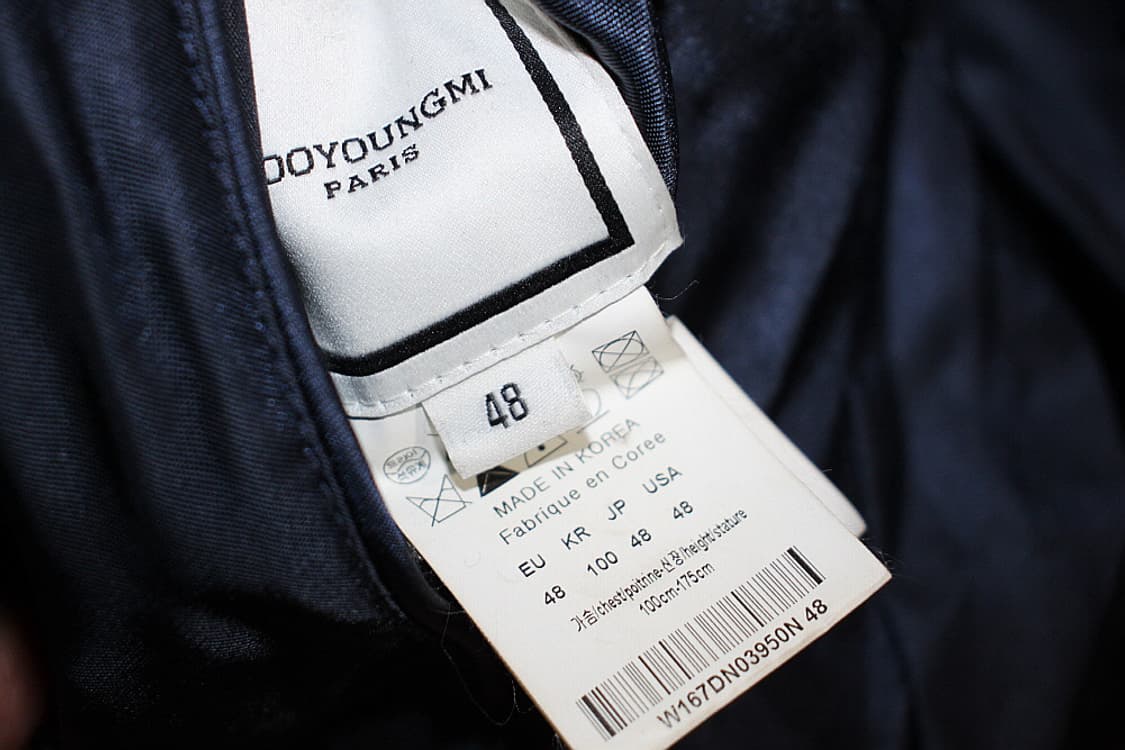 OOYOUNGMI
PARIS
48
MADE IN KOREA
Fabrique en Coree
EU KR JP USA
48 100 48 48
가슴/chest/poitrine-신장/height/stature
100cm-175cm
W167DN03950N 48